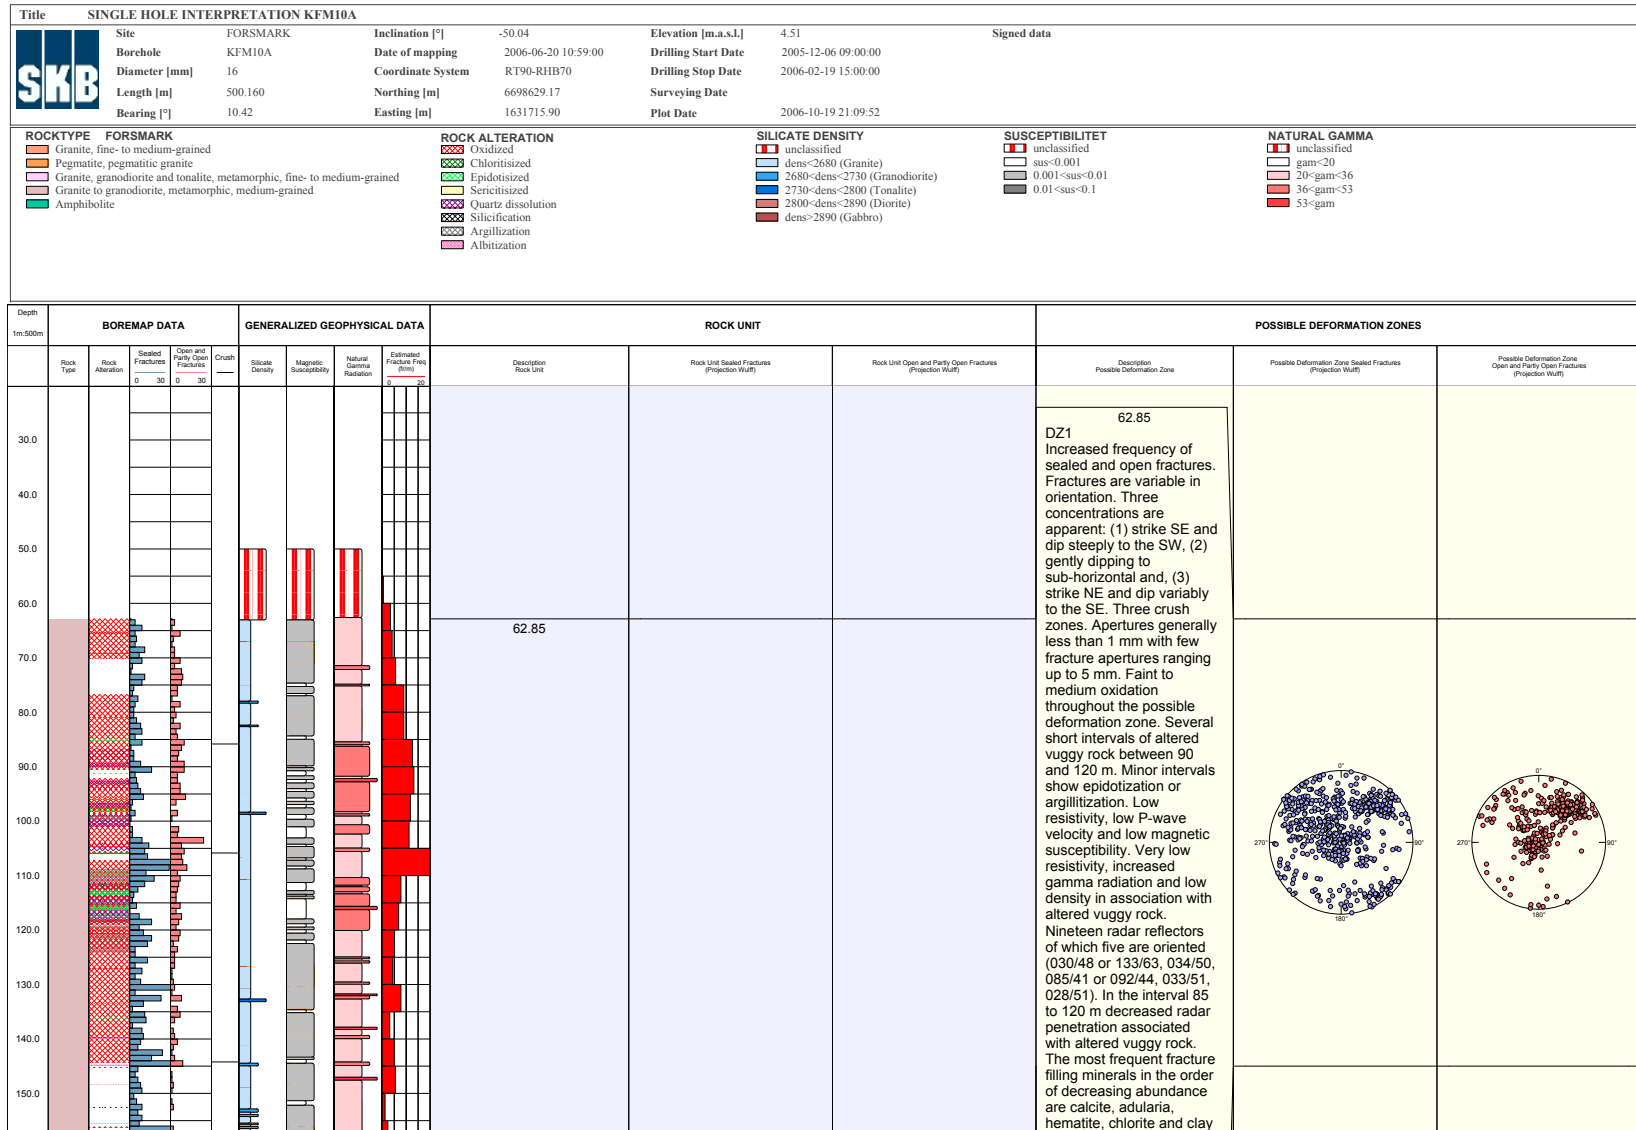 Title SINGLE HOLE INTERPRETATION KFM10A
SKB
Site FORSMARK Inclination [°] -50.04 Elevation [m.a.s.l.] 4.51 Signed data
Borehole KFM10A Date of mapping 2006-06-20 10:59:00 Drilling Start Date 2005-12-06 09:00:00
Diameter [mm] 16 Coordinate System RT90-RHB70 Drilling Stop Date 2006-02-19 15:00:00
Length [m] 500.160 Northing [m] 6698629.17 Surveying Date
Bearing [°] 10.42 Easting [m] 1631715.90 Plot Date 2006-10-19 21:09:52
ROCKTYPE FORSMARK
Granite, fine- to medium-grained
Pegmatite, pegmatitic granite
Granite, granodiorite and tonalite, metamorphic, fine- to medium-grained
Granite to granodiorite, metamorphic, medium-grained
Amphibolite
ROCK ALTERATION
Oxidized
Chloritisized
Epidotisized
Sericitisized
Quartz dissolution
Silicification
Argillization
Albitization
SILICATE DENSITY
unclassified
dens<2680 (Granite)
2680<dens<2730 (Granodiorite)
2730<dens<2800 (Tonalite)
2800<dens<2890 (Diorite)
dens>2890 (Gabbro)
SUSCEPTIBILITET
unclassified
sus<0.001
0.001<sus<0.01
0.01<sus<0.1
NATURAL GAMMA
unclassified
gam<20
20<gam<36
36<gam<53
53<gam
Depth
1m:500m
BOREMAP DATA
GENERALIZED GEOPHYSICAL DATA
ROCK UNIT
POSSIBLE DEFORMATION ZONES
Rock
Type
Rock
Alteration
Sealed
Fractures
0 30
Open and
Partly Open
Fractures
0 30
Crush
Silicate
Density
Magnetic
Susceptibility
Natural
Gamma
Radiation
Estimated
Fracture Freq
(fr/m)
0 20
Description
Rock Unit
Rock Unit Sealed Fractures
(Projection Wulff)
Rock Unit Open and Partly Open Fractures
(Projection Wulff)
Description
Possible Deformation Zone
Possible Deformation Zone Sealed Fractures
(Projection Wulff)
Possible Deformation Zone
Open and Partly Open Fractures
(Projection Wulff)
30.0
40.0
50.0
60.0
70.0
80.0
90.0
100.0
110.0
120.0
130.0
140.0
150.0
62.85
62.85
DZ1
Increased frequency of
sealed and open fractures.
Fractures are variable in
orientation. Three
concentrations are
apparent: (1) strike SE and
dip steeply to the SW, (2)
gently dipping to
sub-horizontal and, (3)
strike NE and dip variably
to the SE. Three crush
zones. Apertures generally
less than 1 mm with few
fracture apertures ranging
up to 5 mm. Faint to
medium oxidation
throughout the possible
deformation zone. Several
short intervals of altered
vuggy rock between 90
and 120 m. Minor intervals
show epidotization or
argillitization. Low
resistivity, low P-wave
velocity and low magnetic
susceptibility. Very low
resistivity, increased
gamma radiation and low
density in association with
altered vuggy rock.
Nineteen radar reflectors
of which five are oriented
(030/48 or 133/63, 034/50,
085/41 or 092/44, 033/51,
028/51). In the interval 85
to 120 m decreased radar
penetration associated
with altered vuggy rock.
The most frequent fracture
filling minerals in the order
of decreasing abundance
are calcite, adularia,
hematite, chlorite and clay
0°
90°
180°
270°
0°
90°
180°
270°